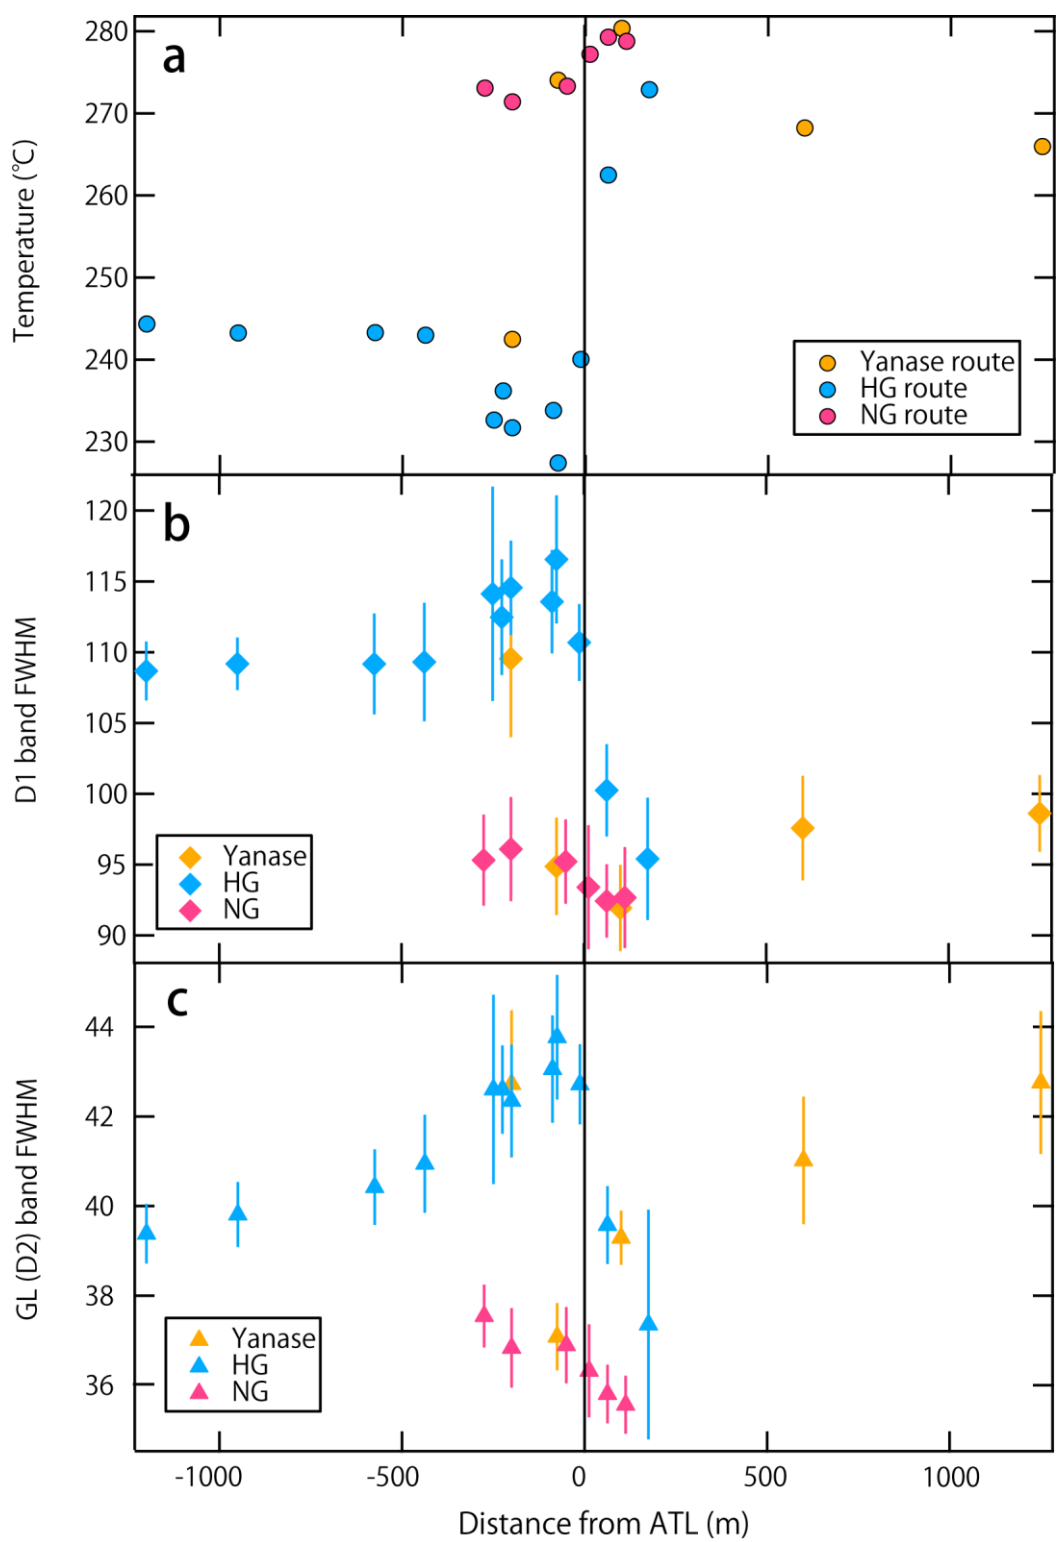 a
280
270
260
250
240
230
Temperature (℃)
Yanase route
HG route
NG route
b
120
115
110
105
100
95
90
D1 band FWHM
Yanase
HG
NG
c
44
42
40
38
36
GL (D2) band FWHM
Yanase
HG
NG
-1000 -500 0 500 1000
Distance from ATL (m)